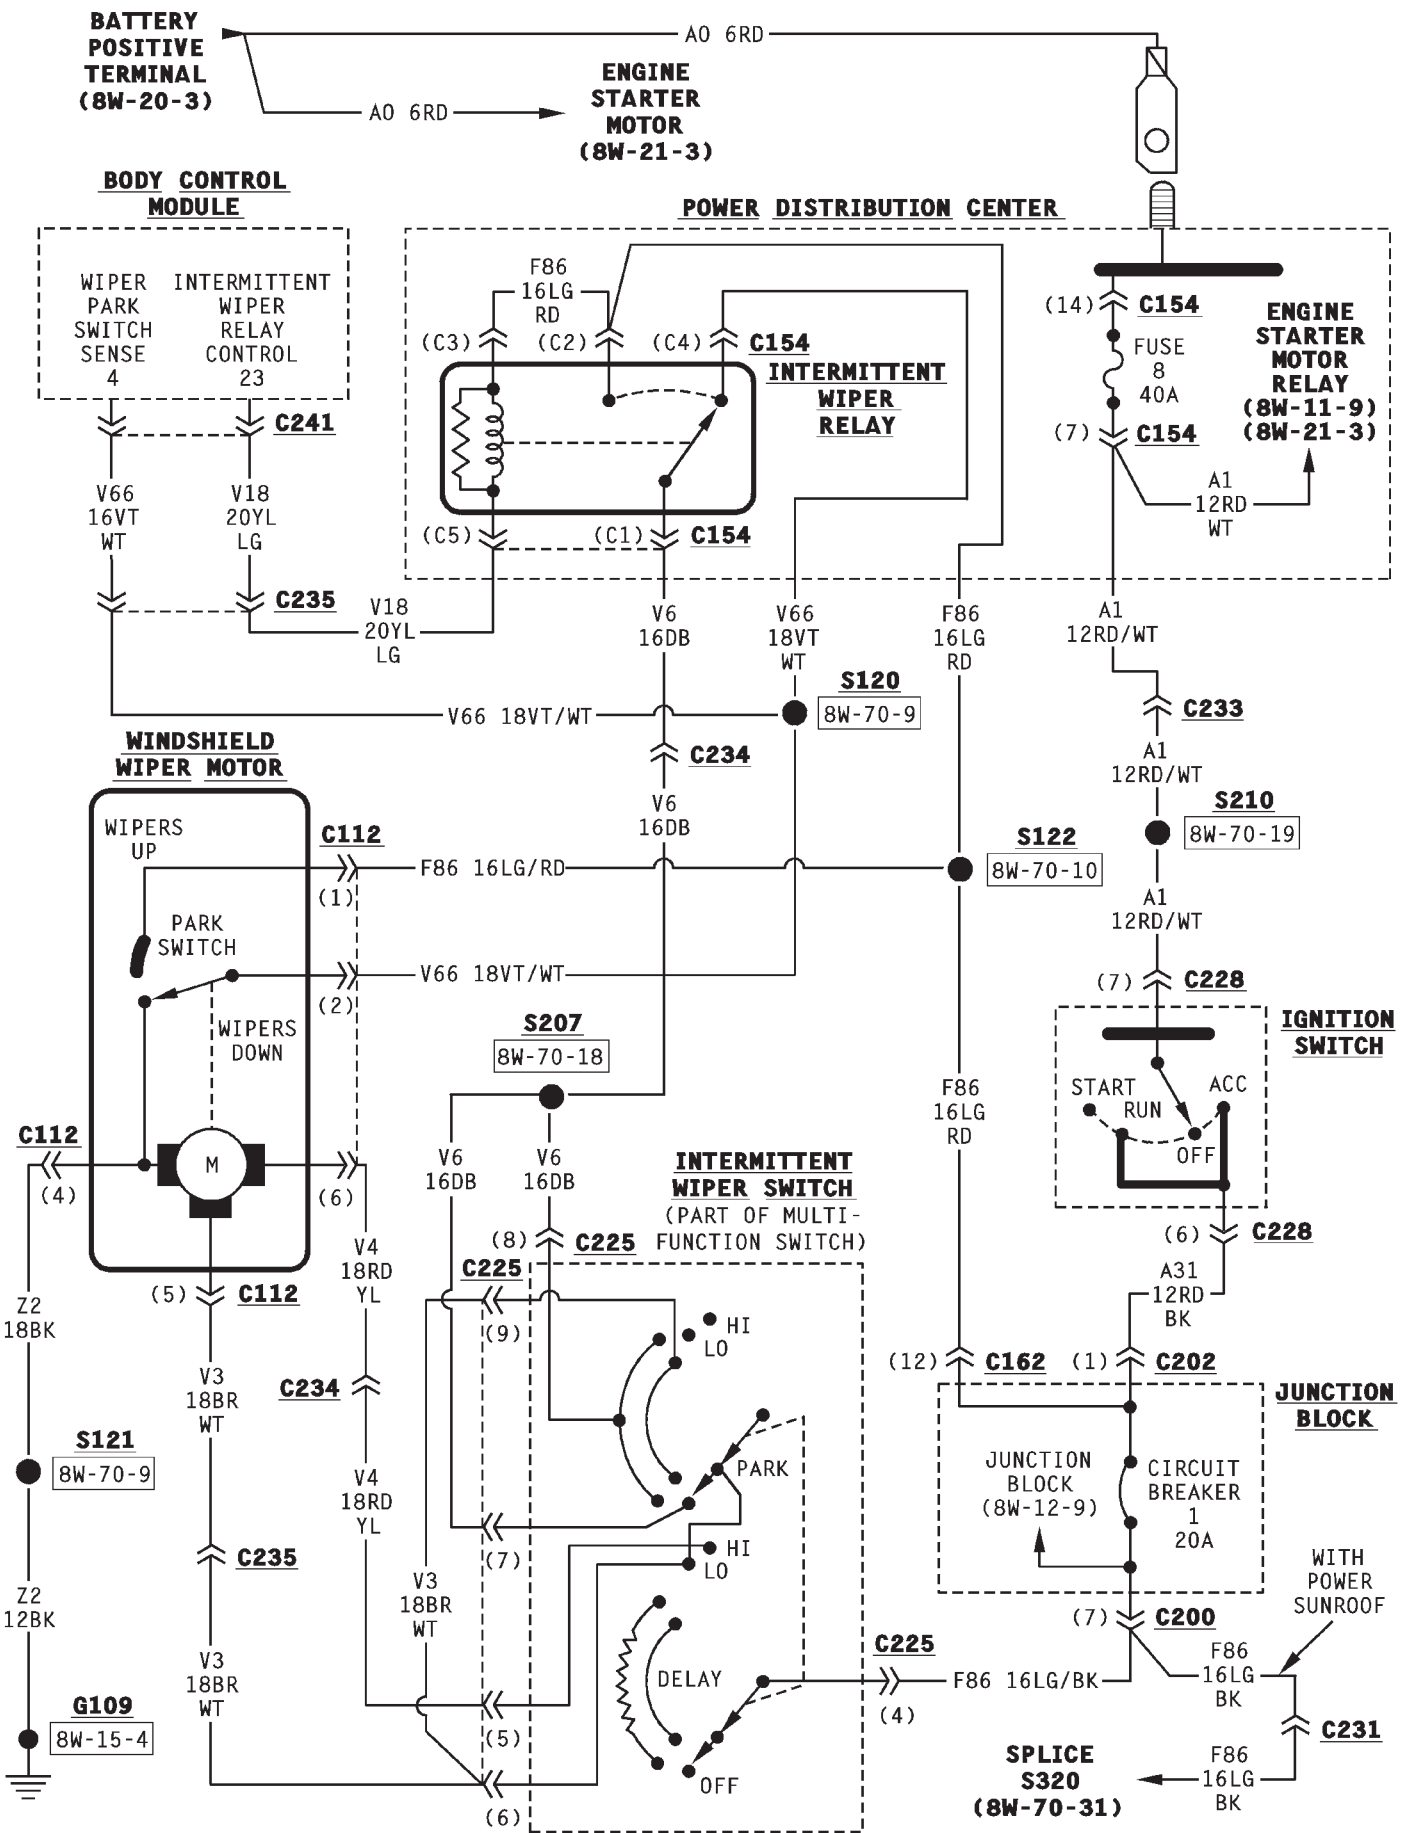 BATTERY
POSITIVE
TERMINAL
(8W-20-3)
A0 6RD
A0 6RD
ENGINE
STARTER
MOTOR
(8W-21-3)
BODY CONTROL
MODULE
WIPER
PARK
SWITCH
SENSE
4
INTERMITTENT
WIPER
RELAY
CONTROL
23
C241
V66
16VT
WT
V18
20YL
LG
C235
V18
20YL
LG
POWER DISTRIBUTION CENTER
F86
16LG
RD
(C3)
(C2)
(C4)
C154
INTERMITTENT
WIPER
RELAY
(C5)
(C1)
C154
(14)
C154
FUSE
8
40A
(7)
C154
ENGINE
STARTER
MOTOR
RELAY
(8W-11-9)
(8W-21-3)
A1
12RD
WT
V6
16DB
V66
18VT
WT
F86
16LG
RD
A1
12RD/WT
S120
8W-70-9
V66 18VT/WT
C234
V6
16DB
C233
A1
12RD/WT
S210
8W-70-19
A1
12RD/WT
S122
8W-70-10
WINDSHIELD
WIPER MOTOR
WIPERS
UP
C112
(1)
F86 16LG/RD
PARK
SWITCH
(2)
V66 18VT/WT
WIPERS
DOWN
M
C112
(4)
(6)
(5)
C112
S207
8W-70-18
V6
16DB
V6
16DB
F86
16LG
RD
(7)
C228
IGNITION
SWITCH
START
RUN
ACC
OFF
(6)
C228
A31
12RD
BK
INTERMITTENT
WIPER SWITCH
(PART OF MULTI-
FUNCTION SWITCH)
(8)
C225
C225
(9)
HI
LO
PARK
(7)
HI
LO
DELAY
OFF
(5)
(6)
V4
18RD
YL
C234
V4
18RD
YL
Z2
18BK
S121
8W-70-9
Z2
12BK
G109
8W-15-4
V3
18BR
WT
C235
V3
18BR
WT
V3
18BR
WT
(12)
C162
(1)
C202
JUNCTION
BLOCK
JUNCTION
BLOCK
(8W-12-9)
CIRCUIT
BREAKER
1
20A
(7)
C200
C225
(4)
F86 16LG/BK
WITH
POWER
SUNROOF
F86
16LG
BK
C231
F86
16LG
BK
SPLICE
S320
(8W-70-31)